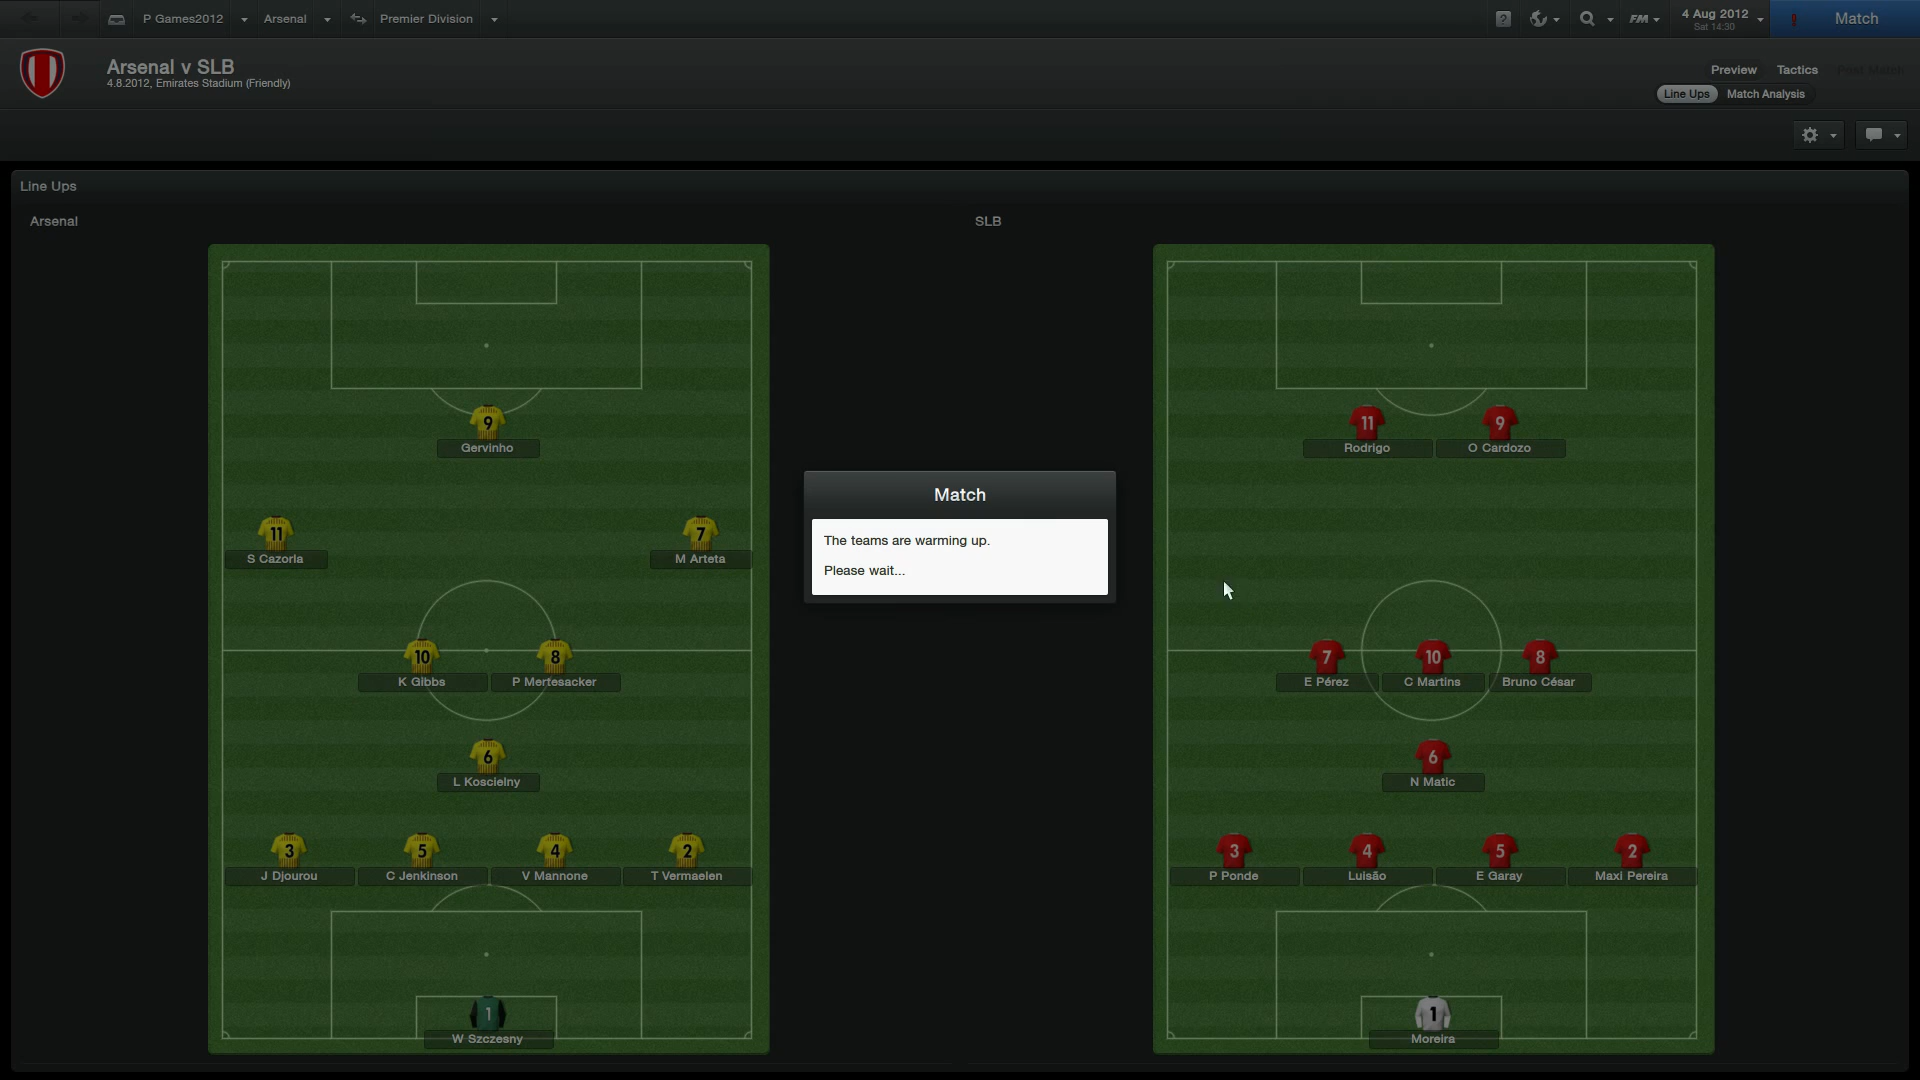 P Games2012 Arsenal Premier Division ? FM 4 Aug 2012 Match
Sat 14:30
Arsenal v SLB
4.8.2012, Emirates Stadium (Friendly)
Preview Tactics Post Match
Line Ups Match Analysis
Line Ups
Arsenal SLB
9
Gervinho
11 9
Rodrigo O Cardozo
Match
The teams are warming up.
Please wait...
11 7
S Cazorla M Arteta
10 8
K Gibbs P Mertesacker
7 10 8
E Pérez C Martins Bruno César
6
L Koscielny
6
N Matic
3 5 4 2
J Djourou C Jenkinson V Mannone T Vermaelen
3 4 5 2
P Ponde Luisão E Garay Maxi Pereira
1
W Szczesny
1
Moreira